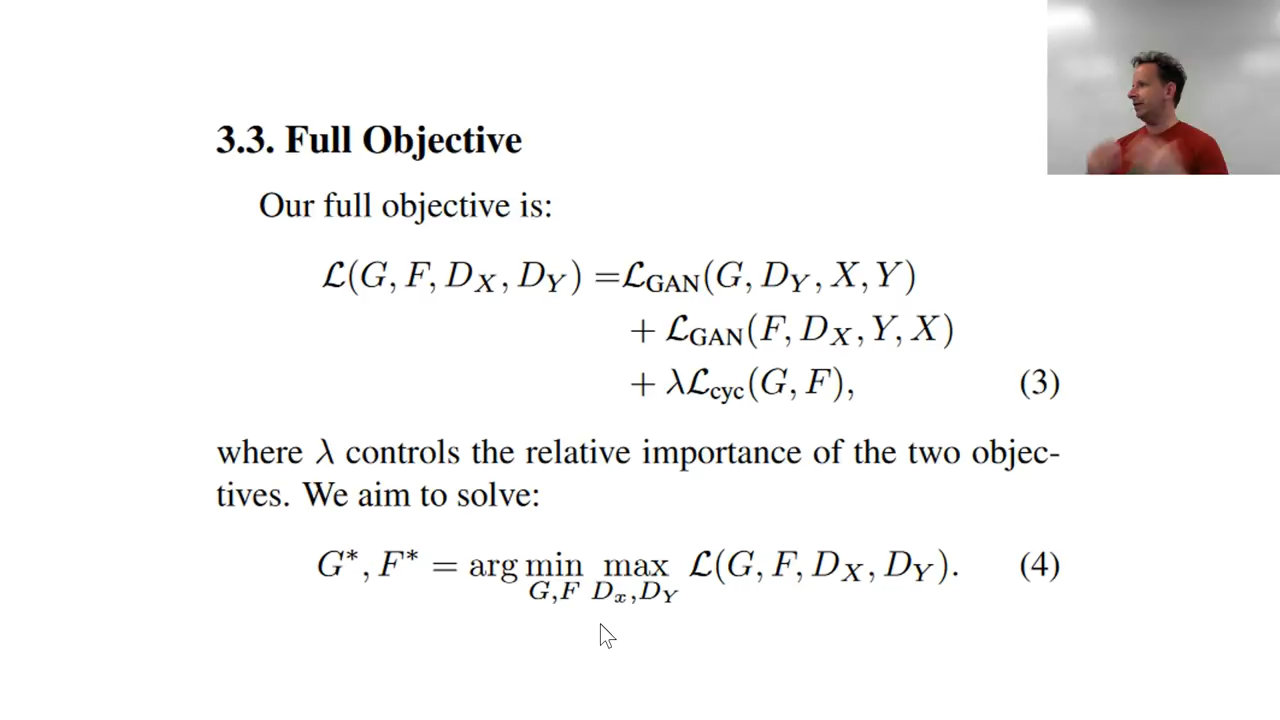 3.3. Full Objective
Our full objective is:
ℒ(G, F, D_X, D_Y) =ℒ_GAN(G, D_Y, X, Y)
+ ℒ_GAN(F, D_X, Y, X)
+ λℒ_cyc(G, F), (3)
where λ controls the relative importance of the two objec-
tives. We aim to solve:
G*, F* = arg min_{G,F} max_{D_x,D_Y} ℒ(G, F, D_X, D_Y). (4)